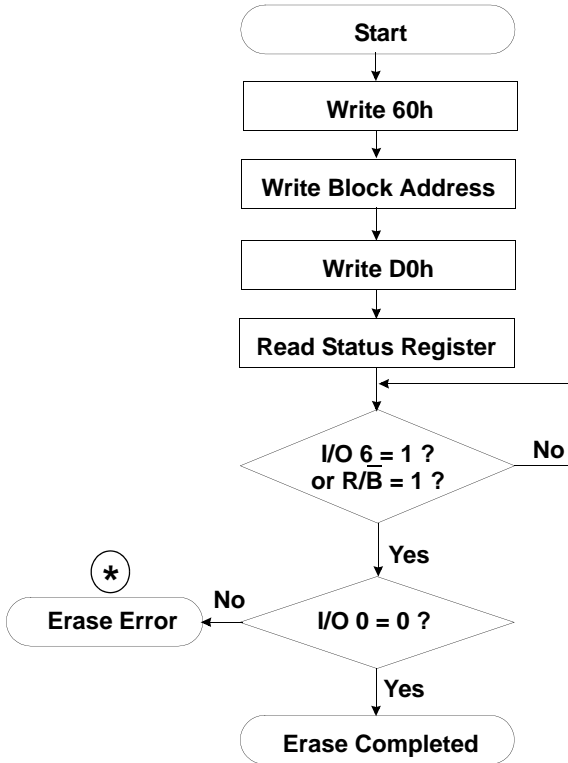 Start
Write 60h
Write Block Address
Write D0h
Read Status Register
I/O 6 = 1 ?
or R/B̅ = 1 ?
No
Yes
*
No
Erase Error
I/O 0 = 0 ?
Yes
Erase Completed